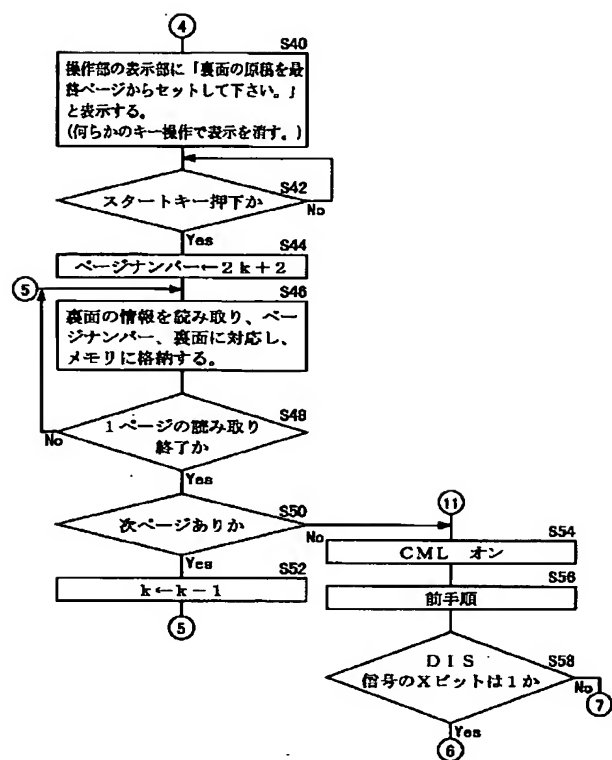 4
S40
操作部の表示部に「裏面の原稿を最
終ページからセットして下さい。」
と表示する。
(何らかのキー操作で表示を消す。)
S42
スタートキー押下か
No
Yes
S44
ページナンバー←2k+2
5
S46
裏面の情報を読み取り、ページ
ナンバー、裏面に対応し、
メモリに格納する。
S48
1ページの読み取り
終了か
No
Yes
S50
次ページありか
No
Yes
S52
k←k-1
5
11
S54
CML オン
S56
前手順
S58
DIS
信号のXビットは1か
No
7
Yes
6